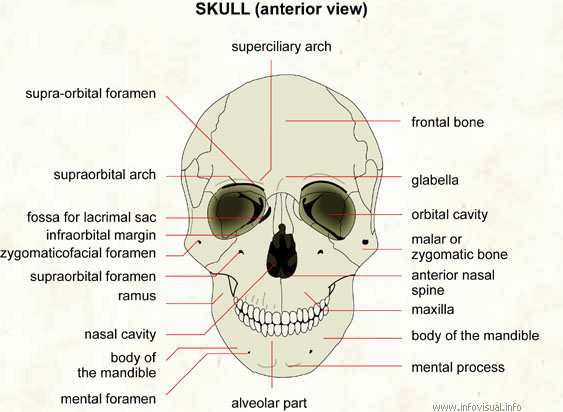 SKULL (anterior view)
superciliary arch
supra-orbital foramen
frontal bone
supraorbital arch
glabella
fossa for lacrimal sac
orbital cavity
infraorbital margin
zygomaticofacial foramen
malar or
zygomatic bone
supraorbital foramen
anterior nasal
spine
ramus
maxilla
nasal cavity
body of the mandible
body of
the mandible
mental process
mental foramen
alveolar part
© www.infovisual.info